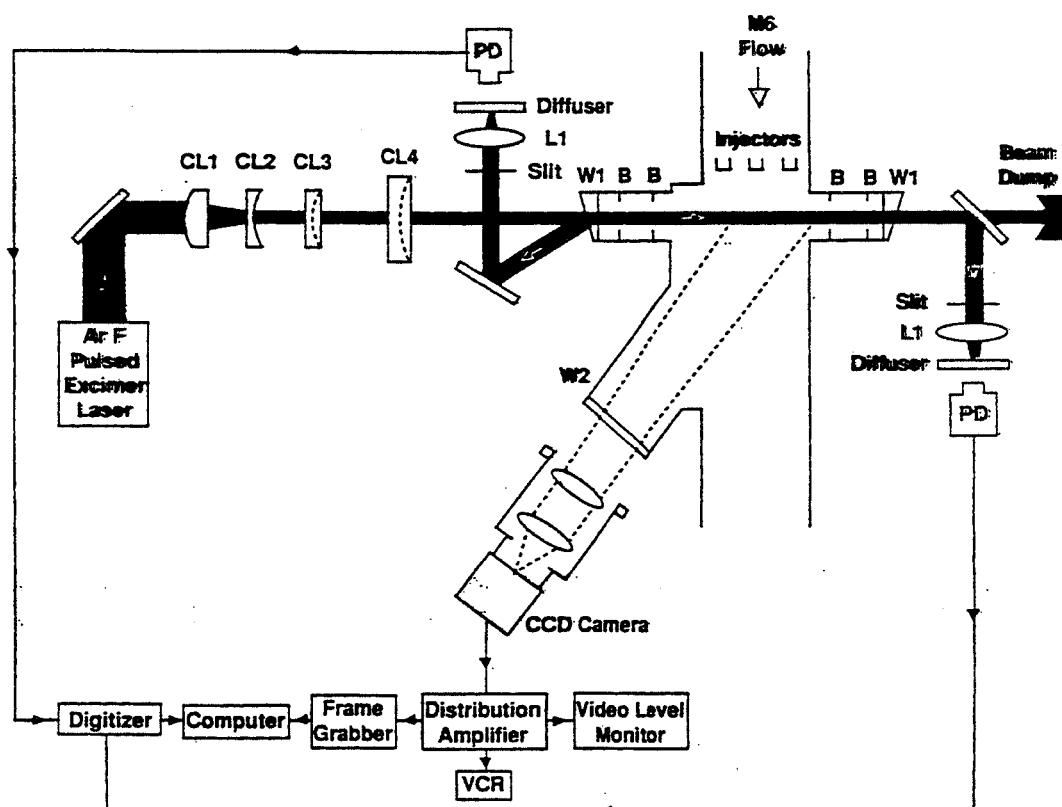 M6
Flow
PD
Diffuser
L1
Slit
Injectors
CL1 CL2 CL3 CL4
W1 B B
B B W1
Beam
Dump
Ar F
Pulsed
Excimer
Laser
Slit
L1
Diffuser
PD
W2
CCD Camera
Digitizer
Computer
Frame
Grabber
Distribution
Amplifier
Video Level
Monitor
VCR